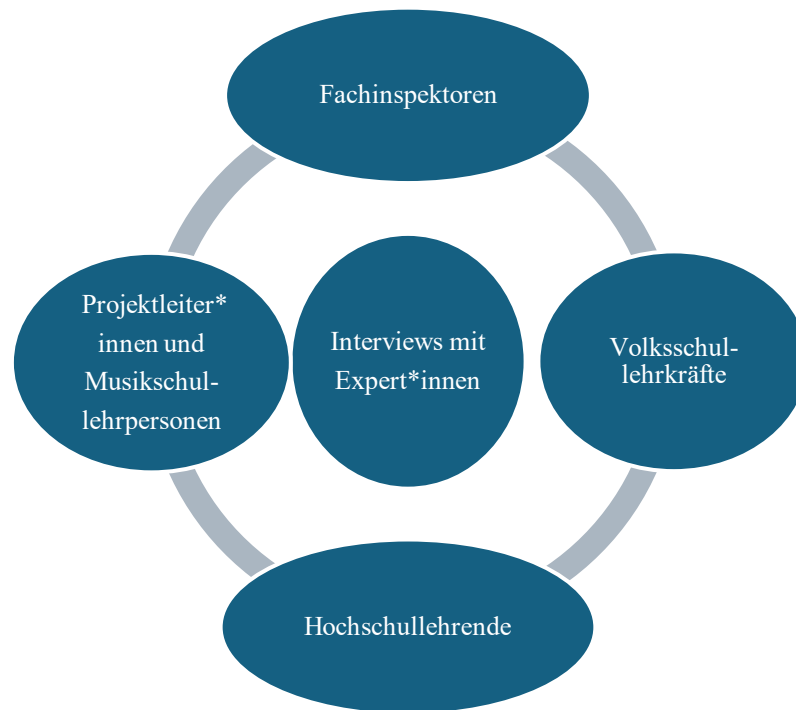 Fachinspektoren
Projektleiter*
innen und
Musikschul-
lehrpersonen
Interviews mit
Expert*innen
Volksschul-
lehrkräfte
Hochschullehrende